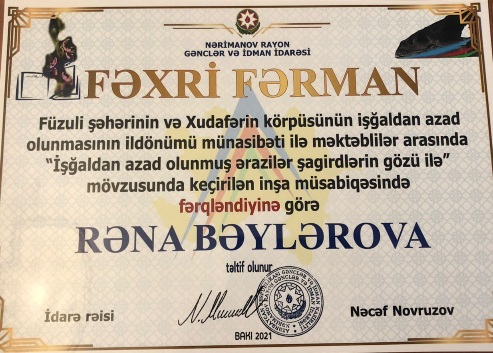 NƏRİMANOV RAYON
GƏNCLƏR VƏ İDMAN İDARƏSİ
FƏXRİ FƏRMAN
Füzuli şəhərinin və Xudafərin körpüsünün işğaldan azad
olunmasının ildönümü münasibəti ilə məktəblilər arasında
"İşğaldan azad olunmuş ərazilər şagirdlərin gözü ilə"
mövzusunda keçirilən inşa müsabiqəsində
fərqləndiyinə görə
RƏNA BƏYLƏROVA
təltif olunur
İdarə rəisi
Nəcəf Novruzov
BAKI 2021